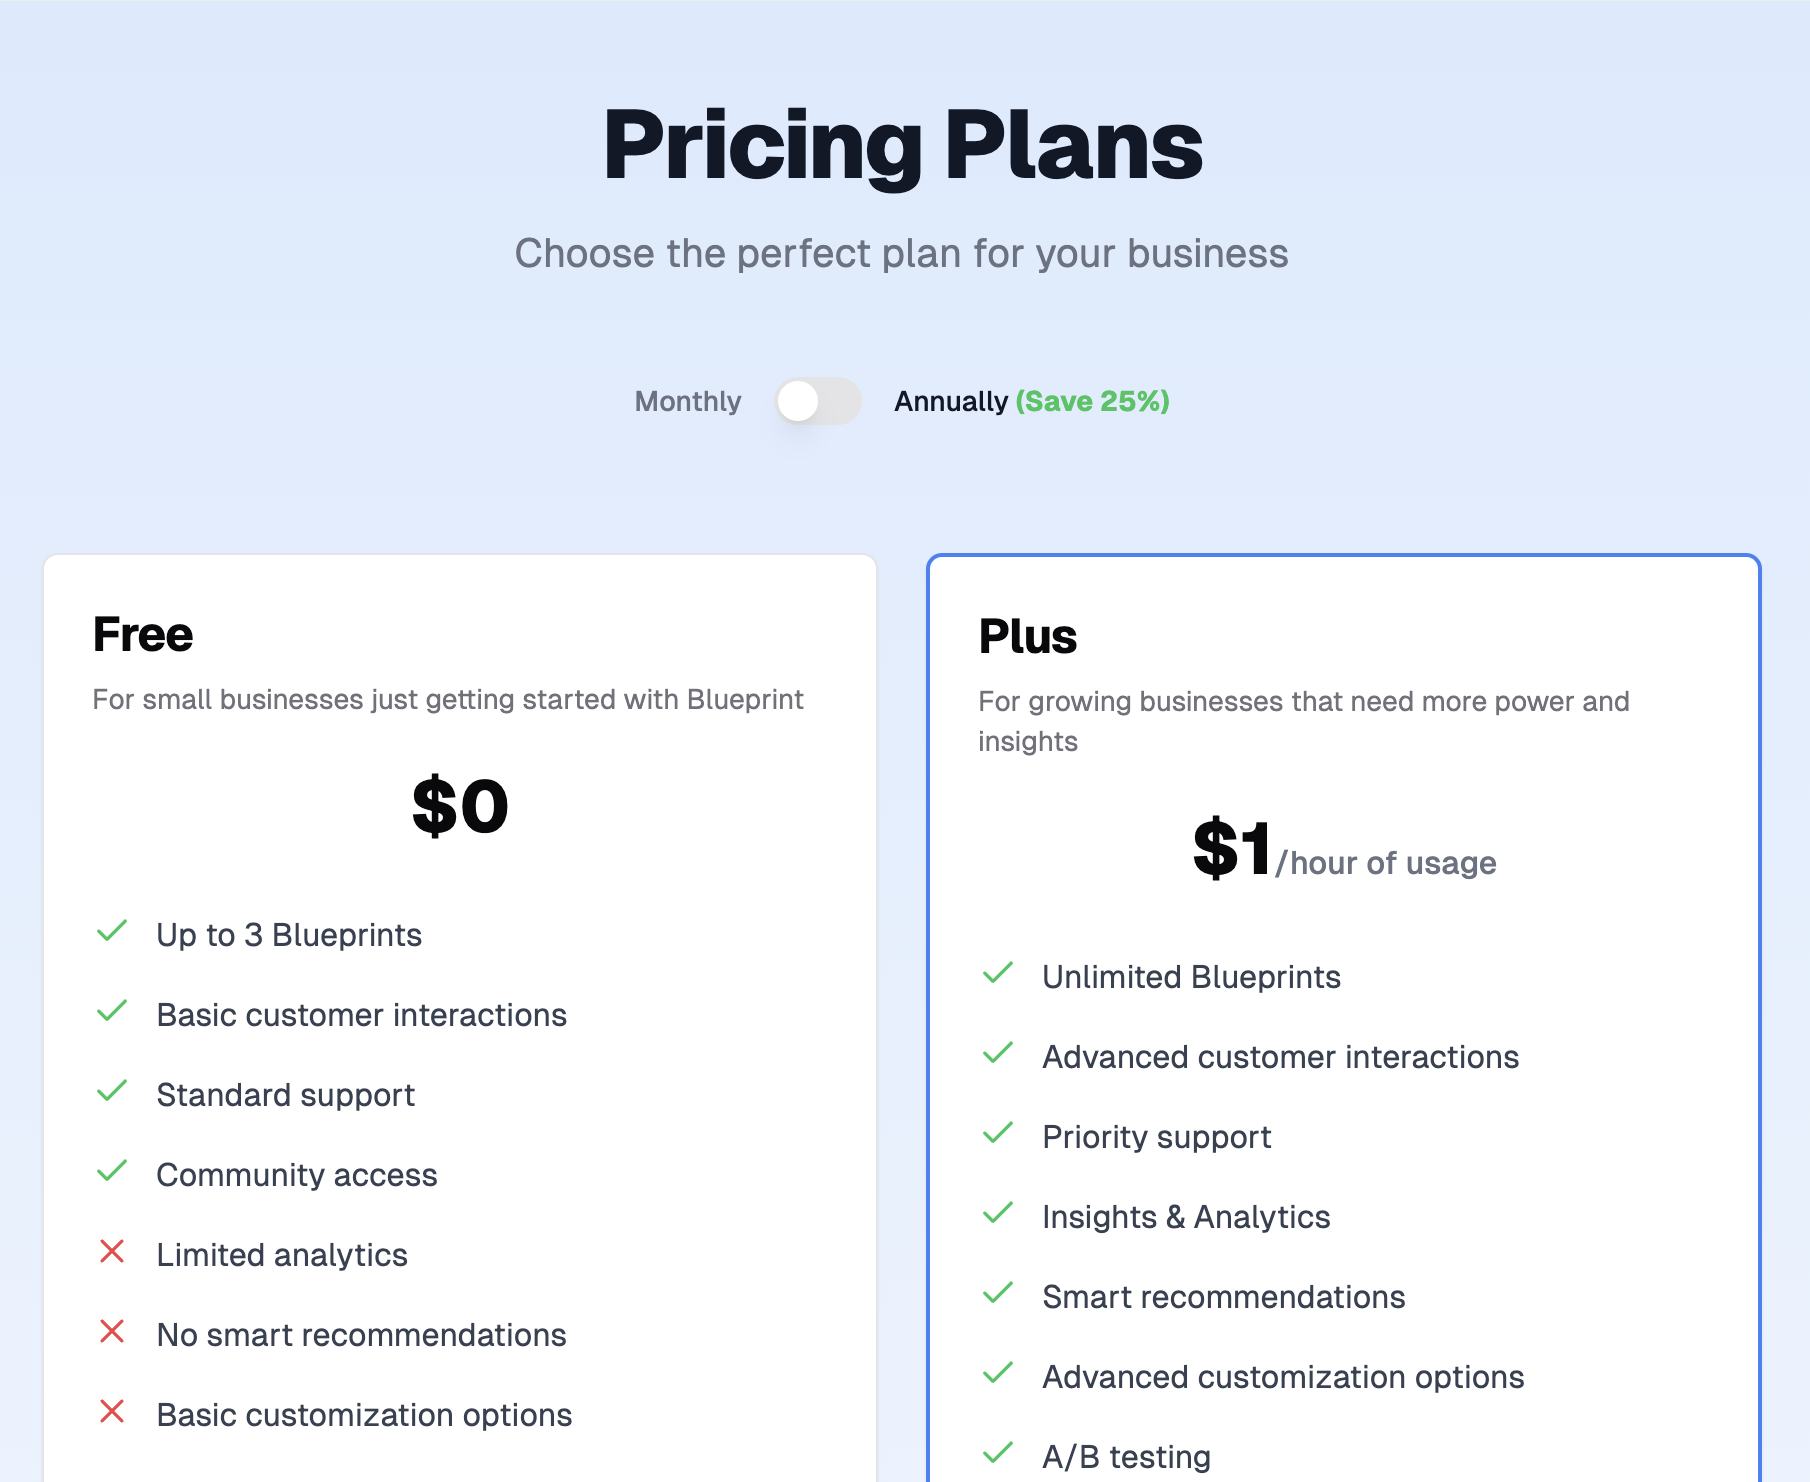 Pricing Plans
Choose the perfect plan for your business
Monthly Annually (Save 25%)
Free
For small businesses just getting started with Blueprint
$0
Up to 3 Blueprints
Basic customer interactions
Standard support
Community access
Limited analytics
No smart recommendations
Basic customization options
Plus
For growing businesses that need more power and
insights
$1/hour of usage
Unlimited Blueprints
Advanced customer interactions
Priority support
Insights & Analytics
Smart recommendations
Advanced customization options
A/B testing